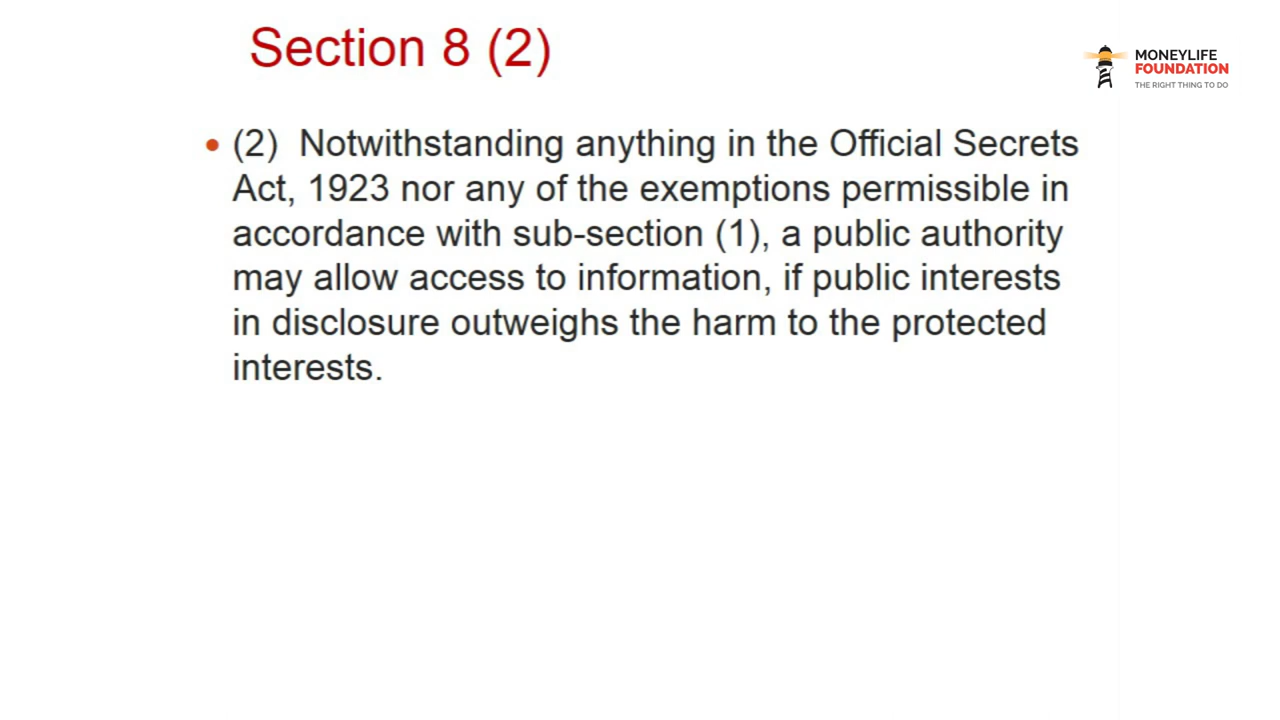 Section 8 (2)
MONEYLIFE
FOUNDATION
THE RIGHT THING TO DO
• (2) Notwithstanding anything in the Official Secrets
Act, 1923 nor any of the exemptions permissible in
accordance with sub-section (1), a public authority
may allow access to information, if public interests
in disclosure outweighs the harm to the protected
interests.